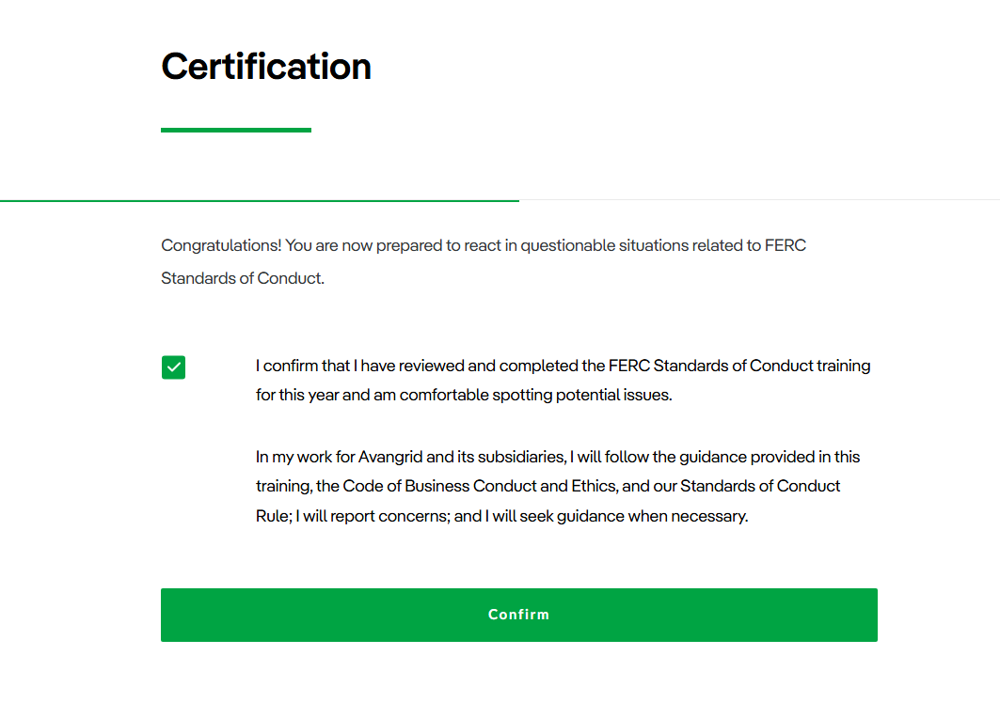 Certification
Congratulations! You are now prepared to react in questionable situations related to FERC
Standards of Conduct.
I confirm that I have reviewed and completed the FERC Standards of Conduct training
for this year and am comfortable spotting potential issues.
In my work for Avangrid and its subsidiaries, I will follow the guidance provided in this
training, the Code of Business Conduct and Ethics, and our Standards of Conduct
Rule; I will report concerns; and I will seek guidance when necessary.
Confirm